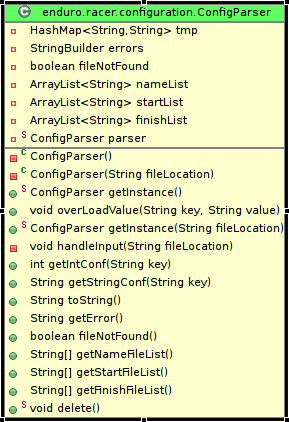 C enduro.racer.configuration.ConfigParser
HashMap<String,String> tmp
StringBuilder errors
boolean fileNotFound
ArrayList<String> nameList
ArrayList<String> startList
ArrayList<String> finishList
S ConfigParser parser
C ConfigParser()
C ConfigParser(String fileLocation)
S ConfigParser getInstance()
void overLoadValue(String key, String value)
S ConfigParser getInstance(String fileLocation)
void handleInput(String fileLocation)
int getIntConf(String key)
String getStringConf(String key)
String toString()
String getError()
boolean fileNotFound()
String[] getNameFileList()
String[] getStartFileList()
String[] getFinishFileList()
S void delete()